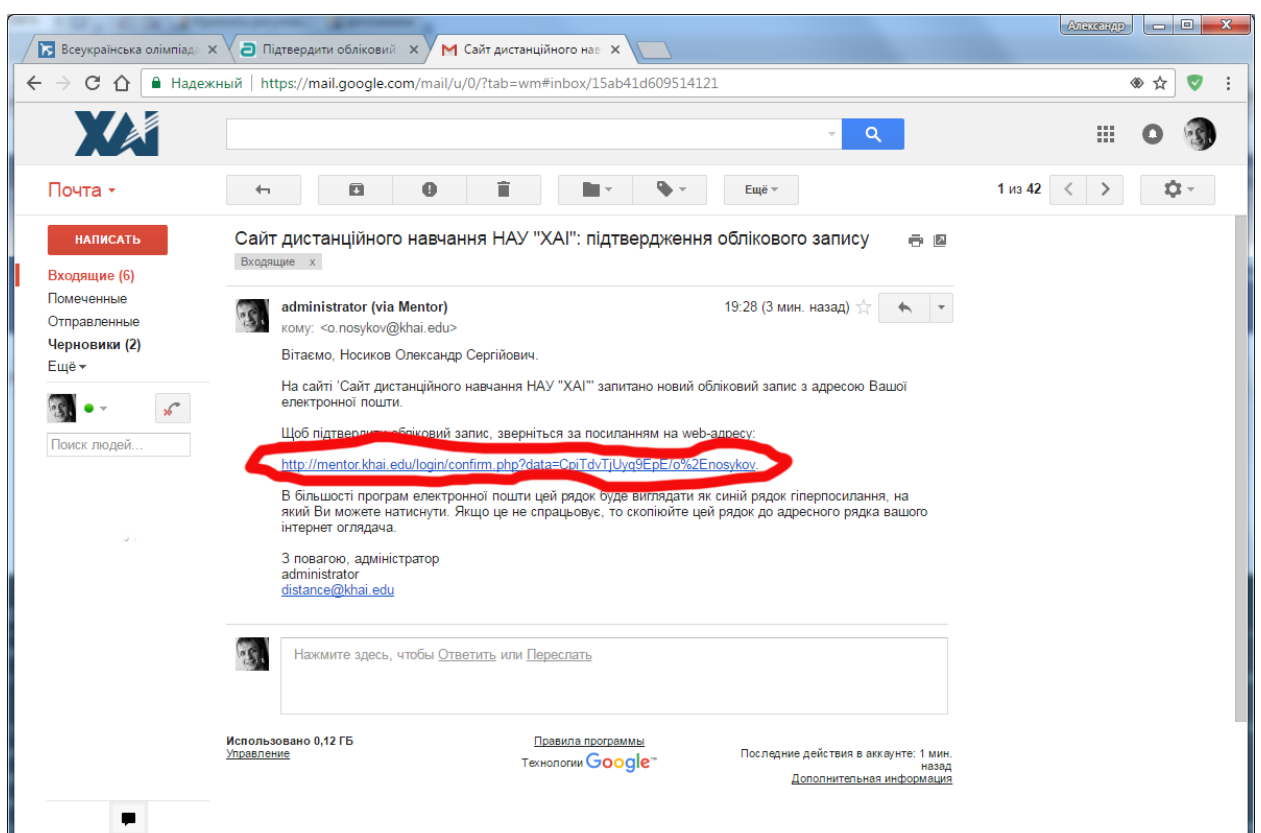 Александр
Всеукраїнська олімпіада
Підтвердити обліковий
Сайт дистанційного нав
Надежный https://mail.google.com/mail/u/0/?tab=wm#inbox/15ab41d609514121
ХАІ
Почта
Ещё
1 из 42
НАПИСАТЬ
Входящие (6)
Помеченные
Отправленные
Черновики (2)
Ещё
Поиск людей...
Сайт дистанційного навчання НАУ "ХАІ": підтвердження облікового запису
Входящие x
administrator (via Mentor)
19:28 (3 мин. назад)
кому: <o.nosykov@khai.edu>
Вітаємо, Носиков Олександр Сергійович.
На сайті 'Сайт дистанційного навчання НАУ "ХАІ"' запитано новий обліковий запис з адресою Вашої
електронної пошти.
Щоб підтвердити обліковий запис, зверніться за посиланням на web-адресу:
http://mentor.khai.edu/login/confirm.php?data=CpiTdvTjUyq9EpE/o%2Enosykov.
В більшості програм електронної пошти цей рядок буде виглядати як синій рядок гіперпосилання, на
який Ви можете натиснути. Якщо це не спрацьовує, то скопіюйте цей рядок до адресного рядка вашого
інтернет оглядача.
З повагою, адміністратор
administrator
distance@khai.edu
Нажмите здесь, чтобы Ответить или Переслать
Использовано 0,12 ГБ
Управление
Правила программы
Технологии Google™
Последние действия в аккаунте: 1 мин.
назад
Дополнительная информация